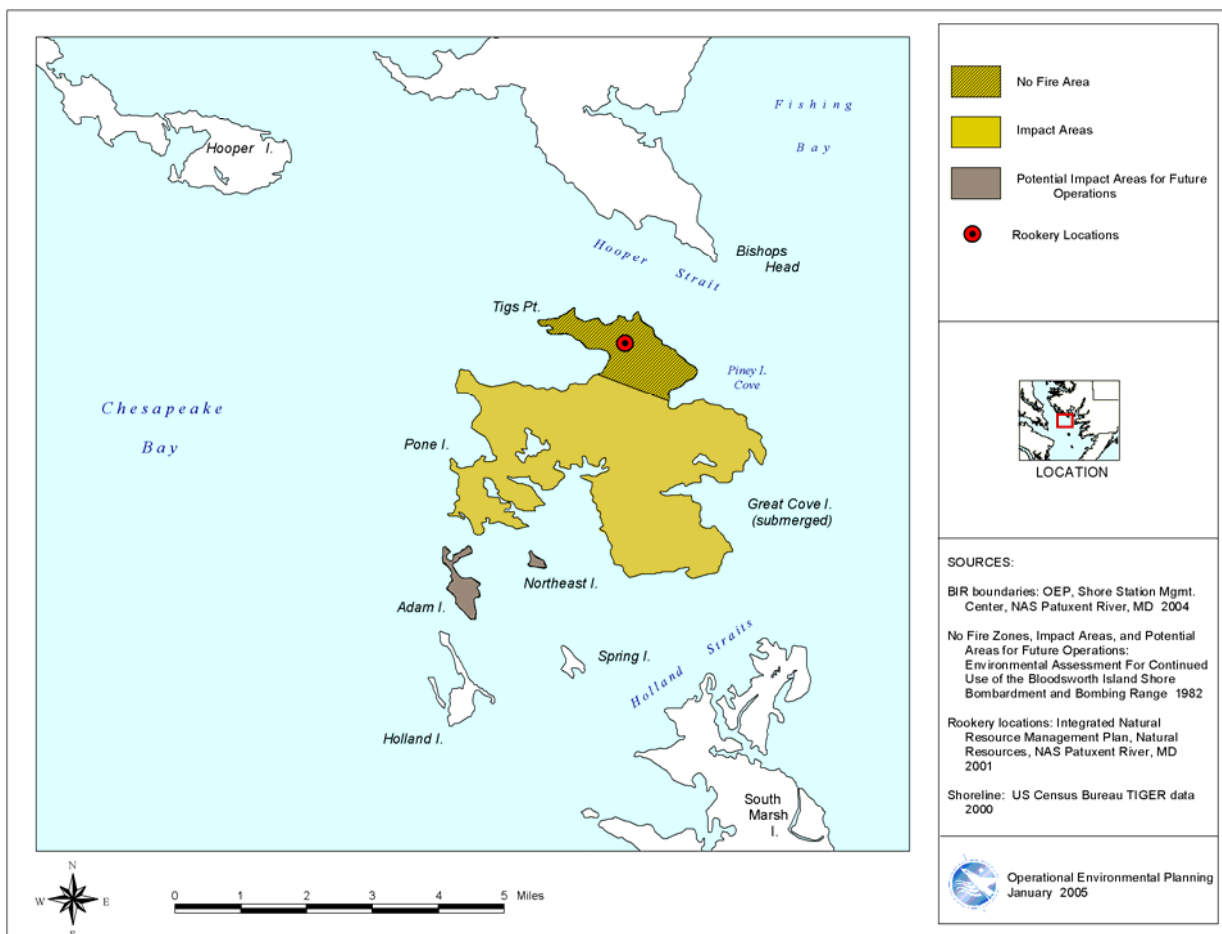 Fishing
Bay
Hooper I.
Bishops
Head
Hooper Strait
Tigs Pt.
Piney I.
Cove
Chesapeake
Bay
Pone I.
Great Cove I.
(submerged)
Northeast I.
Adam I.
Spring I.
Holland Straits
Holland I.
South
Marsh
I.
N
W E
S
0 1 2 3 4 5 Miles
No Fire Area
Impact Areas
Potential Impact Areas for Future
Operations
Rookery Locations
LOCATION
SOURCES:
BIR boundaries: OEP, Shore Station Mgmt.
Center, NAS Patuxent River, MD 2004
No Fire Zones, Impact Areas, and Potential
Areas for Future Operations:
Environmental Assessment For Continued
Use of the Bloodsworth Island Shore
Bombardment and Bombing Range 1982
Rookery locations: Integrated Natural
Resource Management Plan, Natural
Resources, NAS Patuxent River, MD
2001
Shoreline: US Census Bureau TIGER data
2000
Operational Environmental Planning
January 2005